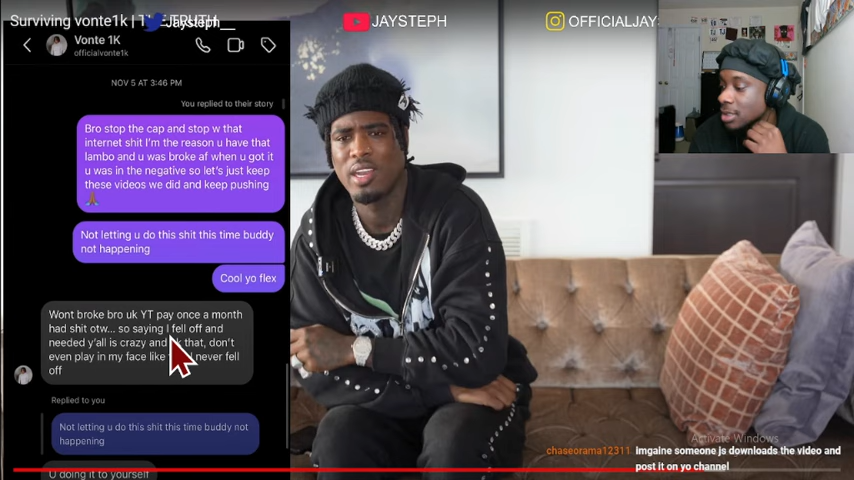 Surviving vonte1k | T
Jaysteph__
JAYSTEPH
OFFICIALJAY
Vonte 1K
officialvonte1k
NOV 5 AT 3:46 PM
You replied to their story
Bro stop the cap and stop w that
internet shit I'm the reason u have that
lambo and u was broke af when u got it
u was in the negative so let's just keep
these videos we did and keep pushing
Not letting u do this shit this time buddy
not happening
Cool yo flex
Wont broke bro uk YT pay once a month
had shit otw... so saying I fell off and
needed y'all is crazy and k that, don't
even play in my face like never fell
off
Replied to you
Not letting u do this shit this time buddy not
happening
U doing it to yourself
Activate Windows
chaseorama12311 Imgaine someone js downloads the video and
post it on yo channel